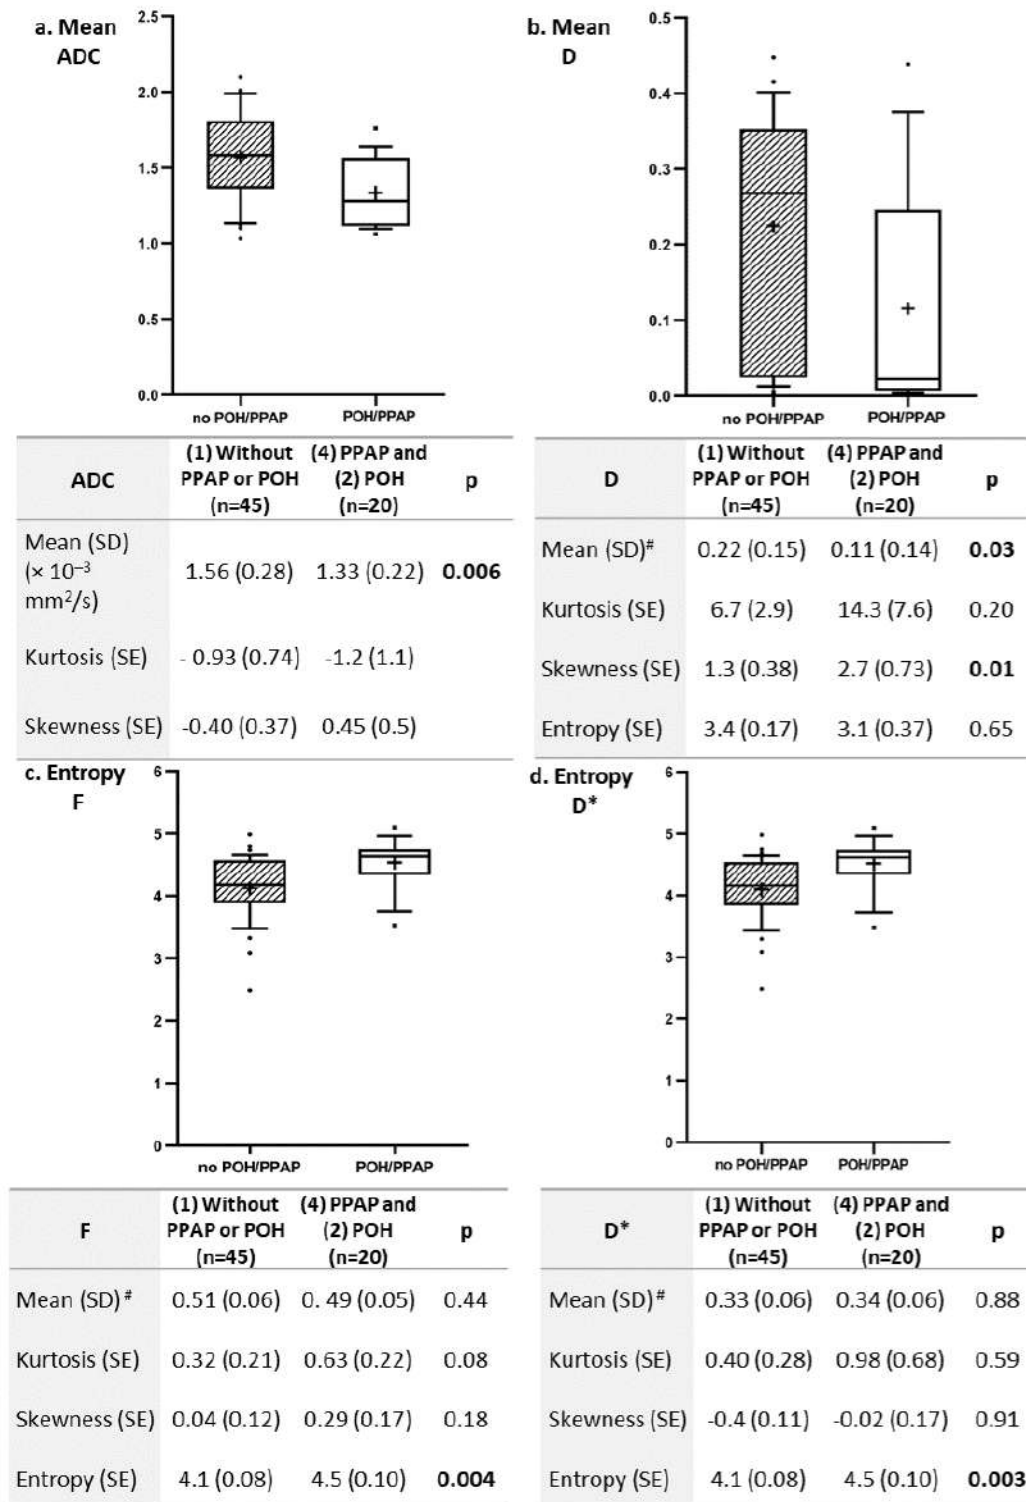 a. Mean
ADC
2.5
2.0
1.5
1.0
0.5
0.0
no POH/PPAP POH/PPAP
b. Mean
D
0.5
0.4
0.3
0.2
0.1
0.0
no POH/PPAP POH/PPAP
ADC (1) Without PPAP or POH (n=45) (4) PPAP and (2) POH (n=20) p
Mean (SD) (× 10⁻³ mm²/s) 1.56 (0.28) 1.33 (0.22) 0.006
Kurtosis (SE) - 0.93 (0.74) -1.2 (1.1)
Skewness (SE) -0.40 (0.37) 0.45 (0.5)
D (1) Without PPAP or POH (n=45) (4) PPAP and (2) POH (n=20) p
Mean (SD)# 0.22 (0.15) 0.11 (0.14) 0.03
Kurtosis (SE) 6.7 (2.9) 14.3 (7.6) 0.20
Skewness (SE) 1.3 (0.38) 2.7 (0.73) 0.01
Entropy (SE) 3.4 (0.17) 3.1 (0.37) 0.65
c. Entropy
F
6
5
4
3
2
1
0
no POH/PPAP POH/PPAP
d. Entropy
D*
6
5
4
3
2
1
0
no POH/PPAP POH/PPAP
F (1) Without PPAP or POH (n=45) (4) PPAP and (2) POH (n=20) p
Mean (SD) # 0.51 (0.06) 0. 49 (0.05) 0.44
Kurtosis (SE) 0.32 (0.21) 0.63 (0.22) 0.08
Skewness (SE) 0.04 (0.12) 0.29 (0.17) 0.18
Entropy (SE) 4.1 (0.08) 4.5 (0.10) 0.004
D* (1) Without PPAP or POH (n=45) (4) PPAP and (2) POH (n=20) p
Mean (SD)# 0.33 (0.06) 0.34 (0.06) 0.88
Kurtosis (SE) 0.40 (0.28) 0.98 (0.68) 0.59
Skewness (SE) -0.4 (0.11) -0.02 (0.17) 0.91
Entropy (SE) 4.1 (0.08) 4.5 (0.10) 0.003